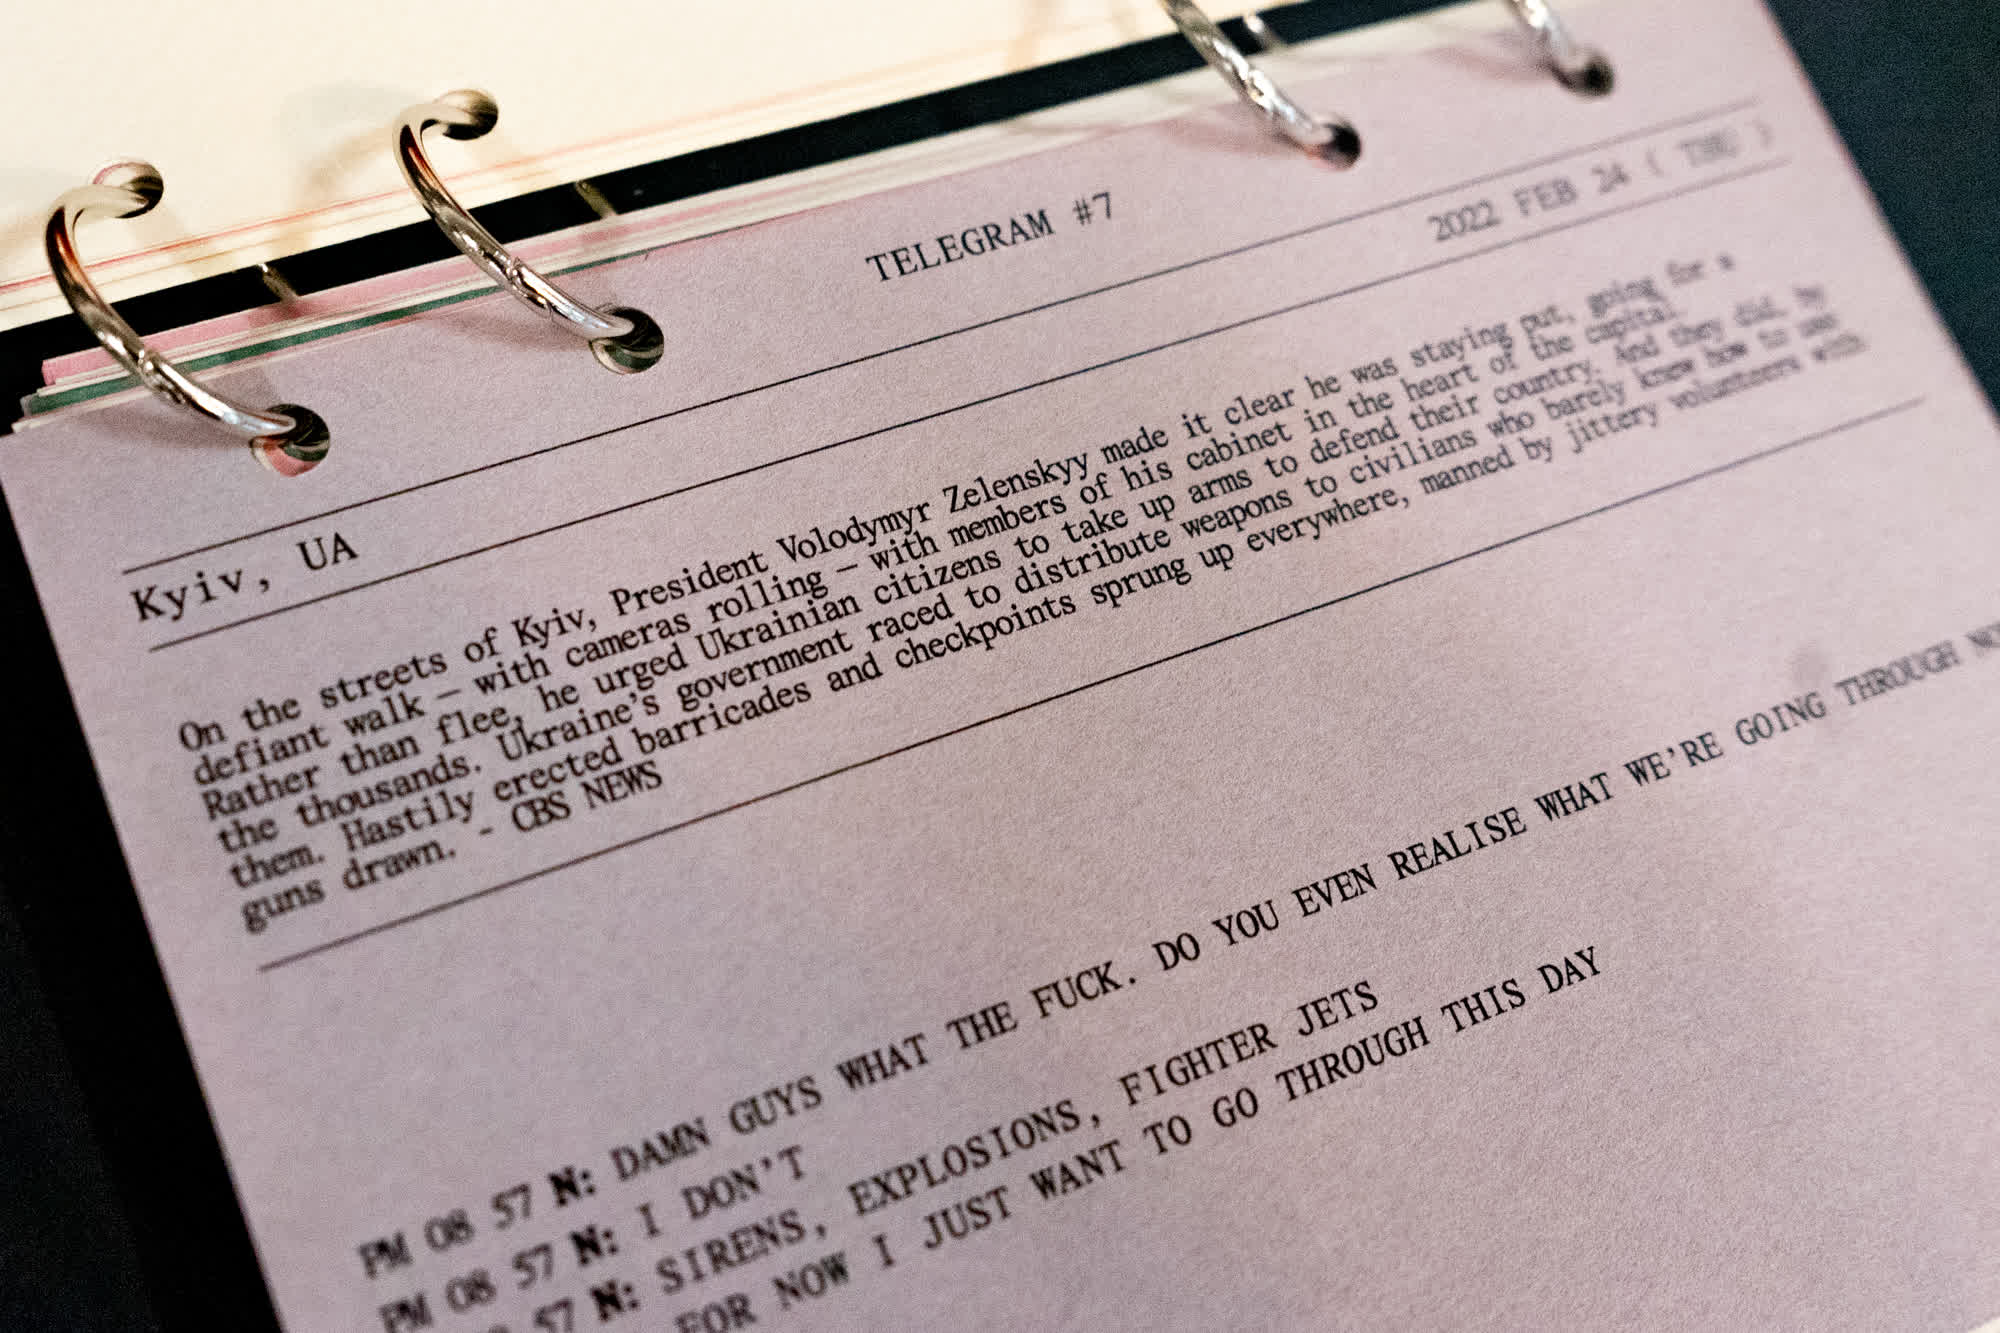 TELEGRAM #7
Kyiv, UA 2022 FEB 24 ( THU )
On the streets of Kyiv, President Volodymyr Zelenskyy made it clear he was staying put, going for a
defiant walk — with cameras rolling — with members of his cabinet in the heart of the capital.
Rather than flee, he urged Ukrainian citizens to take up arms to defend their country. And they did, by
the thousands. Ukraine's government raced to distribute weapons to civilians who barely knew how to use
them. Hastily erected barricades and checkpoints sprung up everywhere, manned by jittery volunteers with
guns drawn. - CBS NEWS
PM 08 57 N: DAMN GUYS WHAT THE FUCK. DO YOU EVEN REALISE WHAT WE'RE GOING THROUGH
PM 08 57 N: I DON'T
57 N: SIRENS, EXPLOSIONS, FIGHTER JETS
FOR NOW I JUST WANT TO GO THROUGH THIS DAY